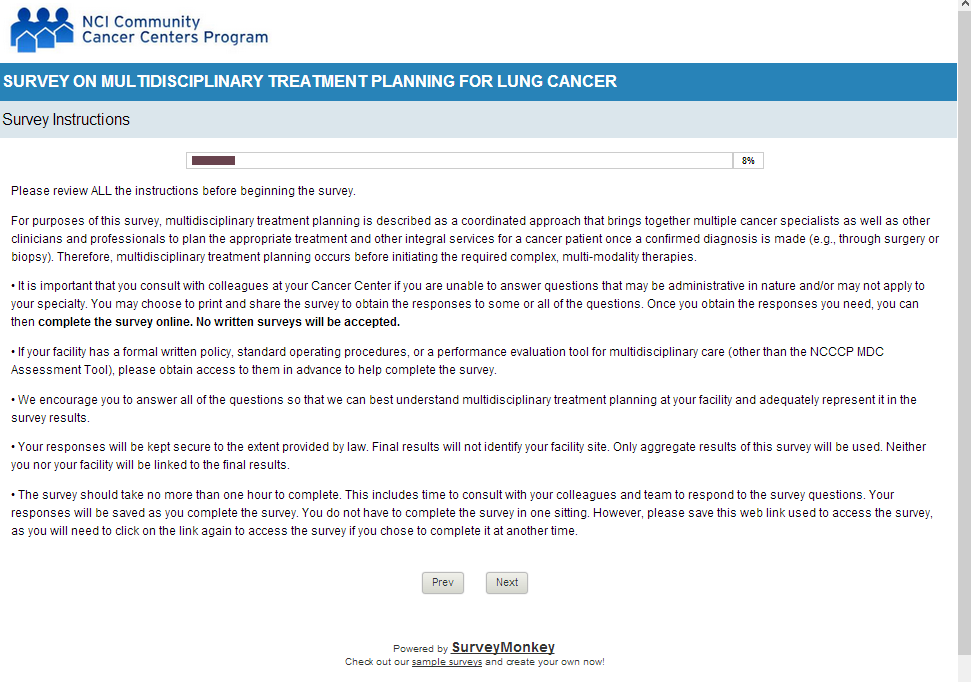 NCI Community
Cancer Centers Program
SURVEY ON MULTIDISCIPLINARY TREATMENT PLANNING FOR LUNG CANCER
Survey Instructions
8%
Please review ALL the instructions before beginning the survey.
For purposes of this survey, multidisciplinary treatment planning is described as a coordinated approach that brings together multiple cancer specialists as well as other
clinicians and professionals to plan the appropriate treatment and other integral services for a cancer patient once a confirmed diagnosis is made (e.g., through surgery or
biopsy). Therefore, multidisciplinary treatment planning occurs before initiating the required complex, multi-modality therapies.
• It is important that you consult with colleagues at your Cancer Center if you are unable to answer questions that may be administrative in nature and/or may not apply to
your specialty. You may choose to print and share the survey to obtain the responses to some or all of the questions. Once you obtain the responses you need, you can
then complete the survey online. No written surveys will be accepted.
• If your facility has a formal written policy, standard operating procedures, or a performance evaluation tool for multidisciplinary care (other than the NCCCP MDC
Assessment Tool), please obtain access to them in advance to help complete the survey.
• We encourage you to answer all of the questions so that we can best understand multidisciplinary treatment planning at your facility and adequately represent it in the
survey results.
• Your responses will be kept secure to the extent provided by law. Final results will not identify your facility site. Only aggregate results of this survey will be used. Neither
you nor your facility will be linked to the final results.
• The survey should take no more than one hour to complete. This includes time to consult with your colleagues and team to respond to the survey questions. Your
responses will be saved as you complete the survey. You do not have to complete the survey in one sitting. However, please save this web link used to access the survey,
as you will need to click on the link again to access the survey if you chose to complete it at another time.
Prev Next
Powered by SurveyMonkey
Check out our sample surveys and create your own now!